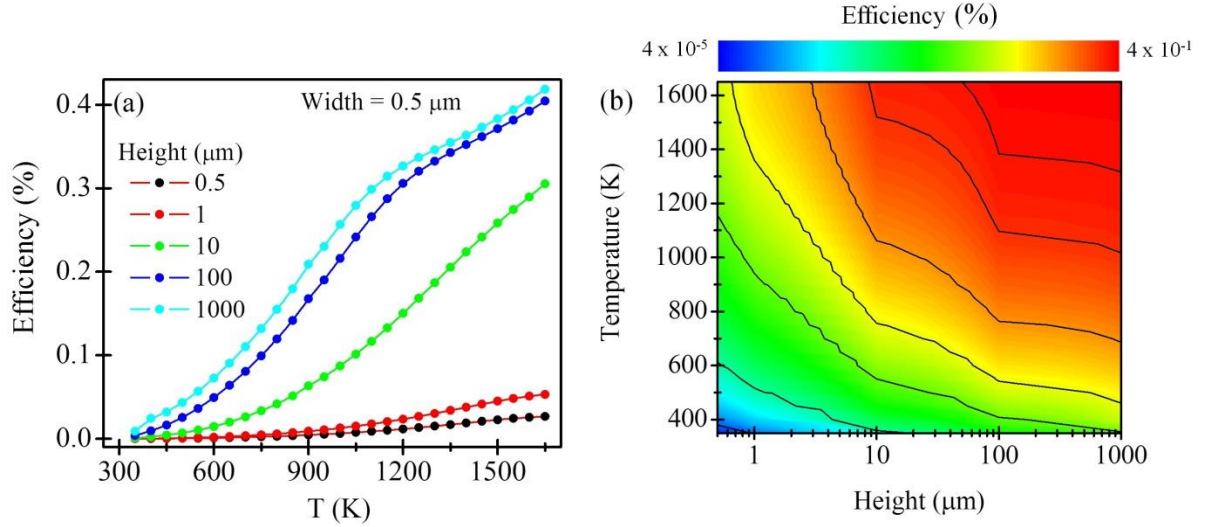 (a)
Width = 0.5 μm
Height (μm)
0.5
1
10
100
1000
Efficiency (%)
0.4
0.3
0.2
0.1
0.0
300
600
900
1200
1500
T (K)
Efficiency (%)
4 x 10⁻⁵
4 x 10⁻¹
(b)
Temperature (K)
1600
1400
1200
1000
800
600
400
1
10
100
1000
Height (μm)